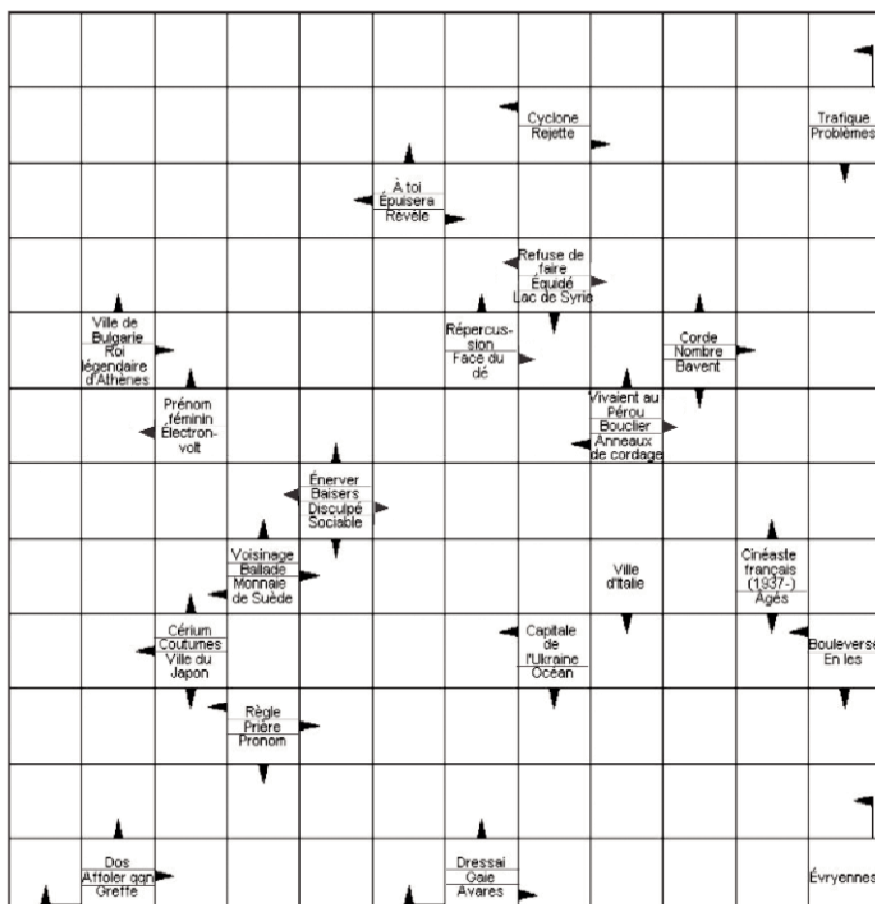 Cyclone
Rejette
Trafique
Problèmes
À toi
Épuisera
Révèle
Refuse de
faire
Équidé
Lac de Syrie
Ville de
Bulgarie
Roi
légendaire
d'Athènes
Répercus-
sion
Face du
dé
Corde
Nombre
Bavent
Prénom
féminin
Électron-
volt
Vivaient au
Pérou
Bouclier
Anneaux
de cordage
Énerver
Baisers
Disculpé
Sociable
Voisinage
Ballade
Monnaie
de Suède
Ville
d'Italie
Cinéaste
français
(1937-)
Âgés
Cérium
Coutumes
Ville du
Japon
Capitale
de
l'Ukraine
Océan
Bouleversé
En les
Règle
Prière
Pronom
Dos
Affoler qqn
Greffe
Dressai
Gaie
Avares
Évryennes